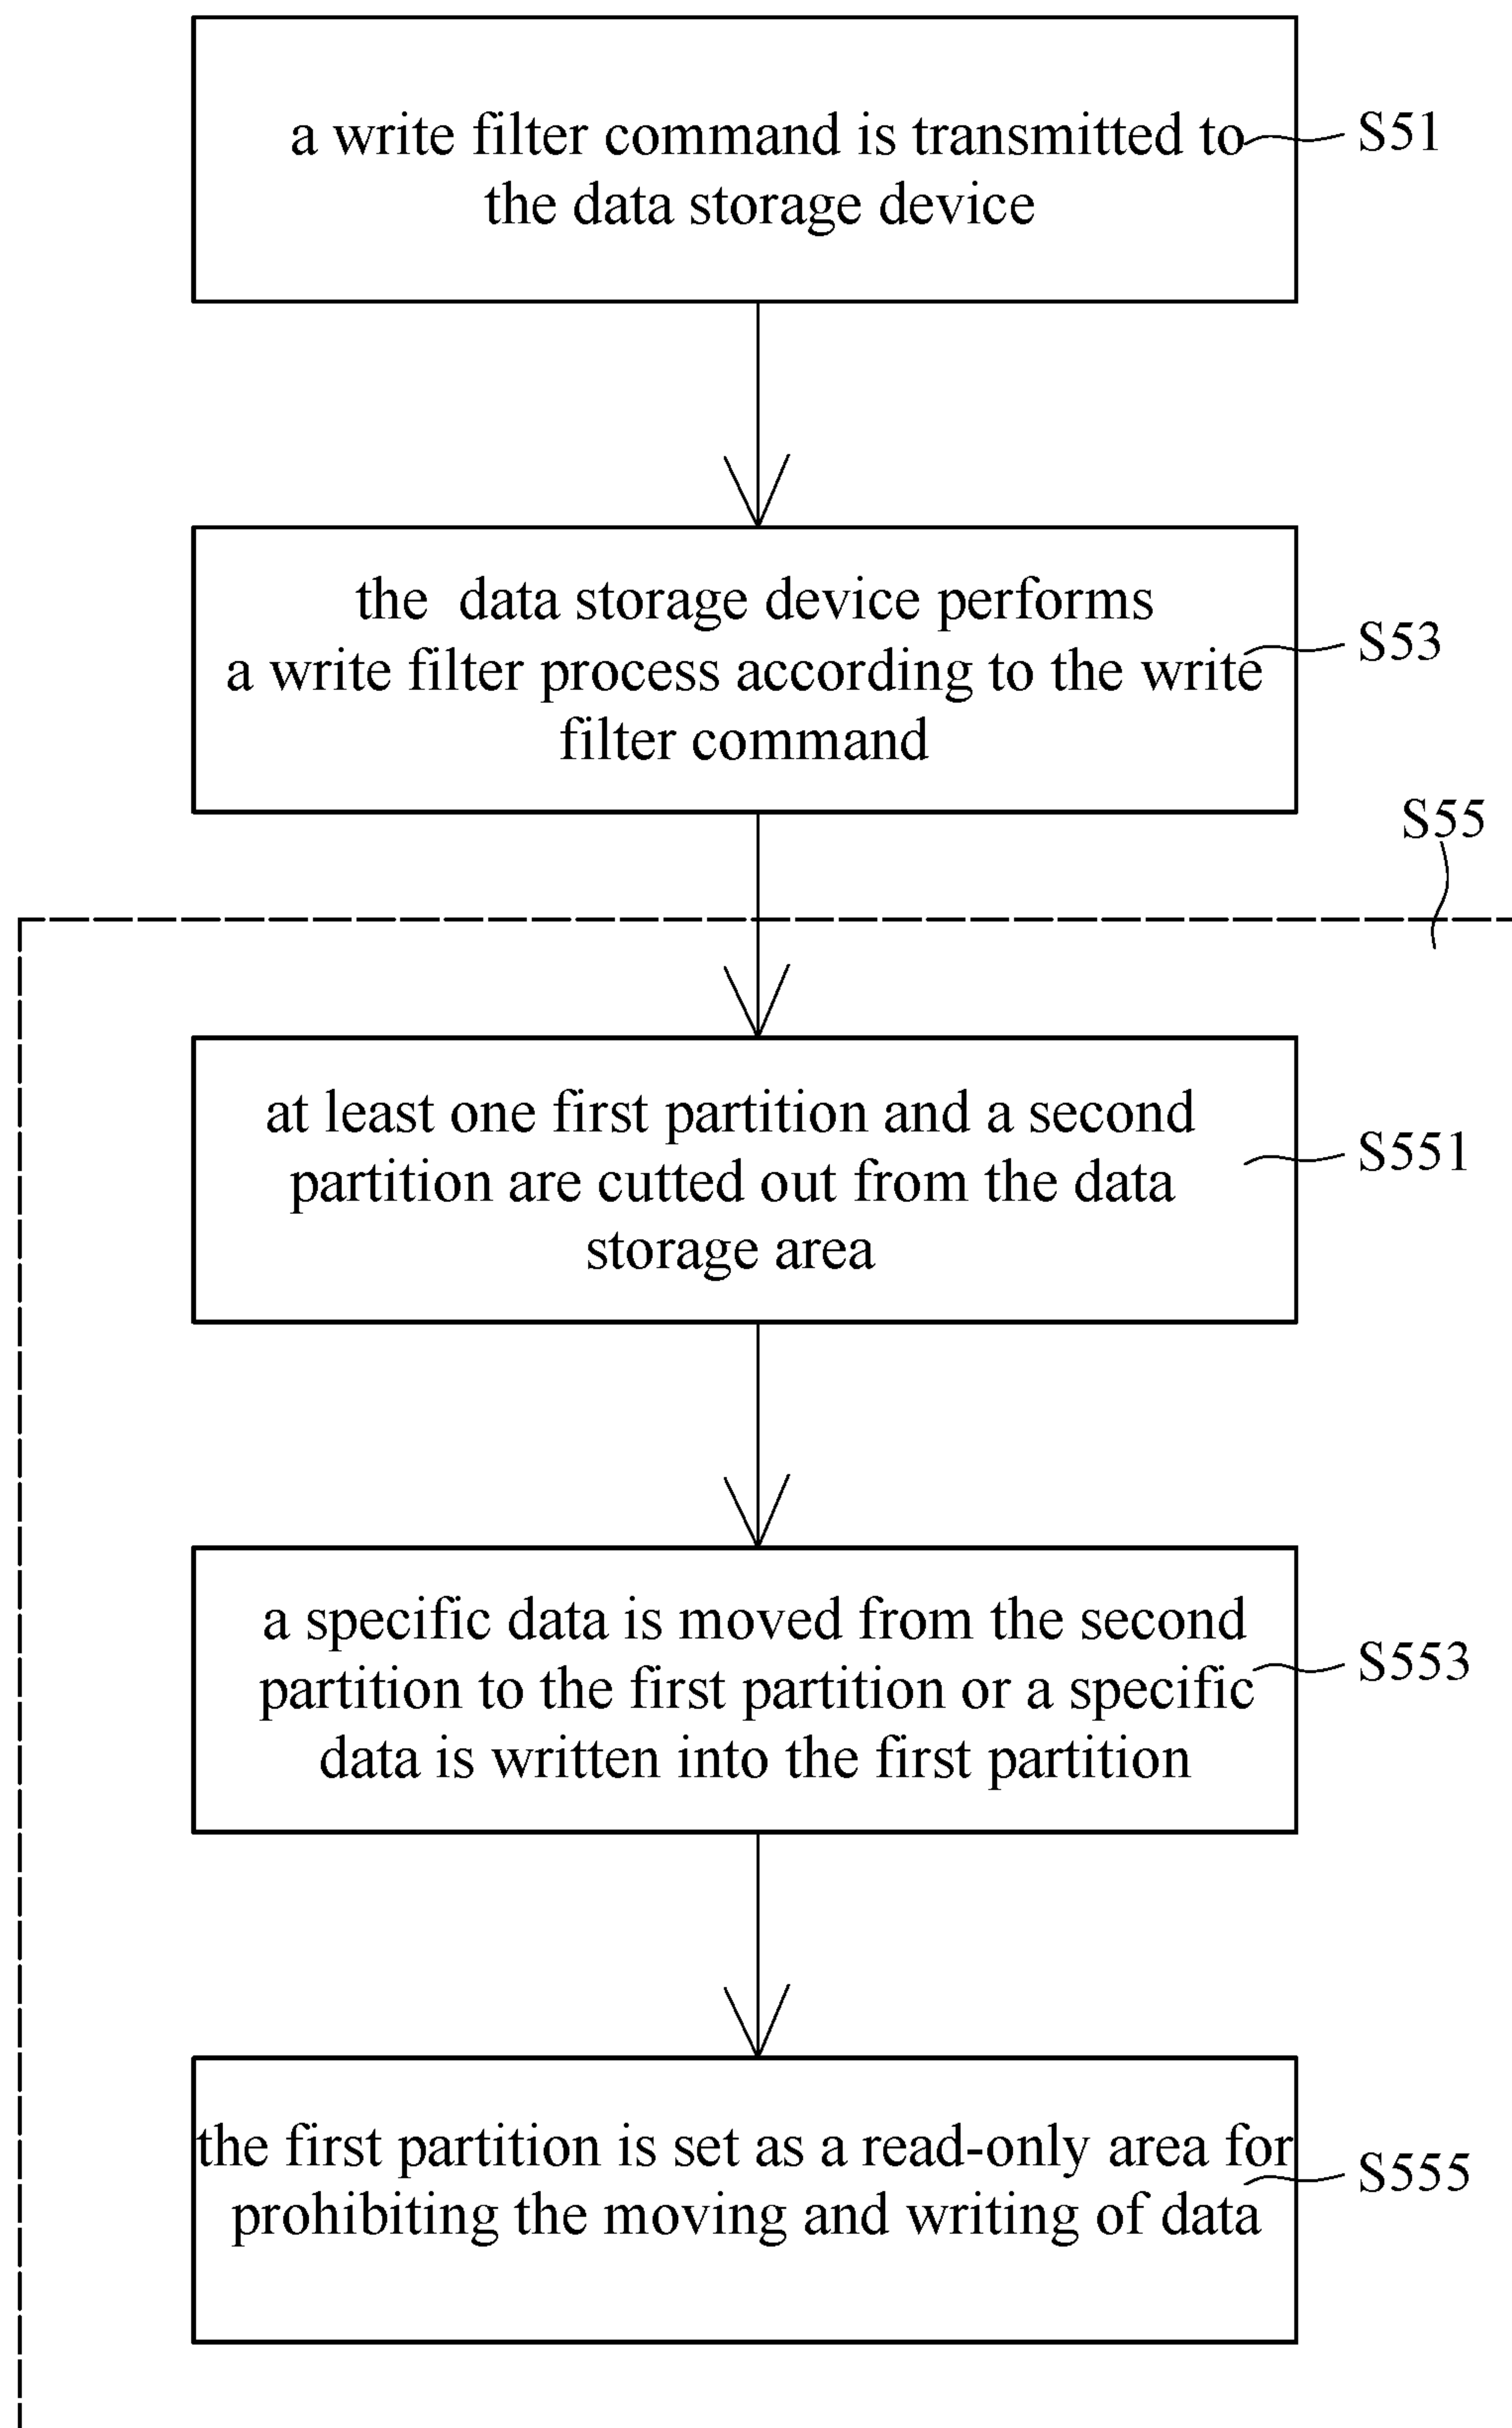 a write filter command is transmitted to
the data storage device
S51
the data storage device performs
a write filter process according to the write
filter command
S53
S55
at least one first partition and a second
partition are cutted out from the data
storage area
S551
a specific data is moved from the second
partition to the first partition or a specific
data is written into the first partition
S553
the first partition is set as a read-only area for
prohibiting the moving and writing of data
S555